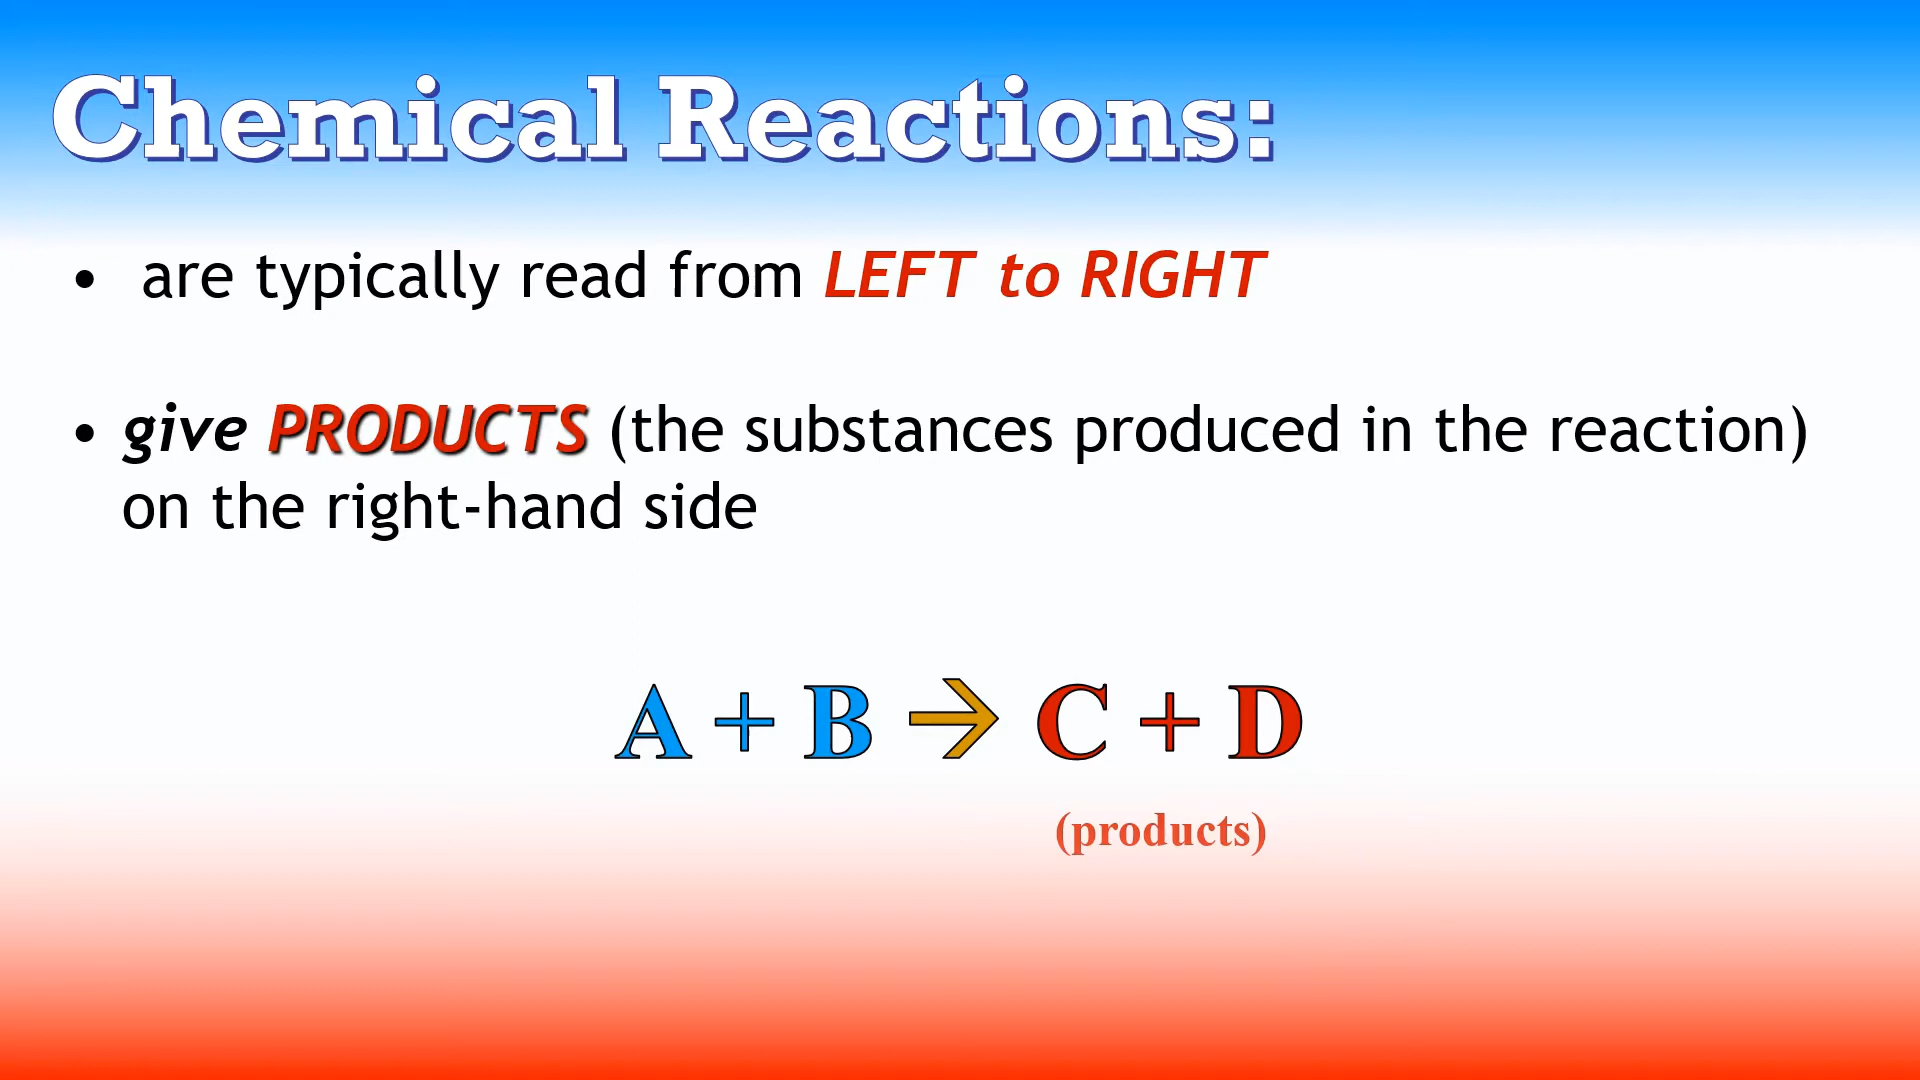 Chemical Reactions:
• are typically read from LEFT to RIGHT
• give PRODUCTS (the substances produced in the reaction)
on the right-hand side
A + B → C + D
(products)